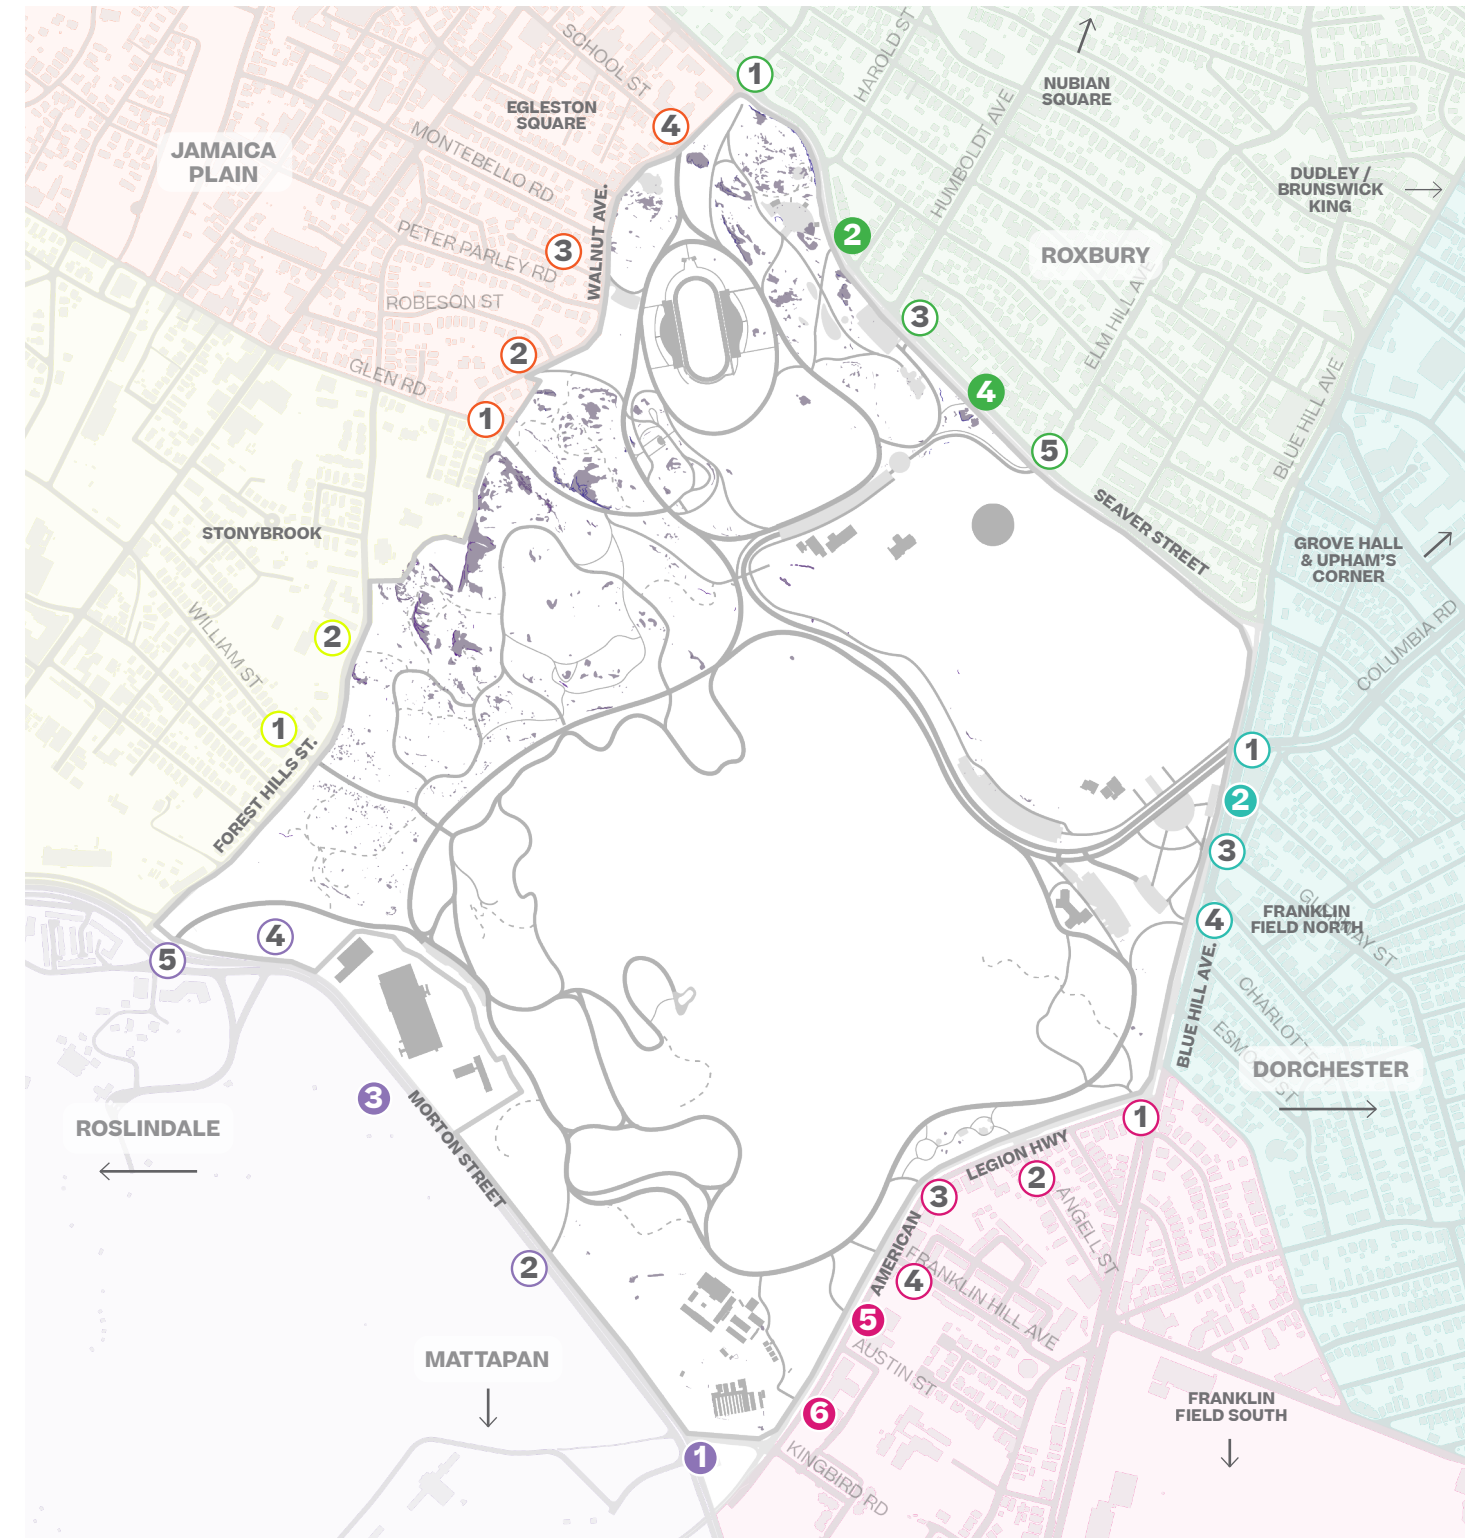 SCHOOL ST
HAROLD ST
1
NUBIAN
SQUARE
EGLESTON
SQUARE
4
JAMAICA
PLAIN
MONTEBELLO RD
HUMBOLDT AVE
DUDLEY /
BRUNSWICK
KING
WALNUT AVE.
PETER PARLEY RD
3
2
ROXBURY
ROBESON ST
3
ELM HILL AVE
2
GLEN RD
4
1
5
BLUE HILL AVE
SEAVER STREET
STONYBROOK
GROVE HALL
& UPHAM'S
CORNER
WILLIAM ST
2
COLUMBIA RD
1
FOREST HILLS ST.
1
2
3
4
FRANKLIN
FIELD NORTH
4
5
BLUE HILL AVE.
CHARLOTTE
ESMOND ST
DORCHESTER
3
MORTON STREET
ROSLINDALE
1
LEGION HWY
2
ANGELL ST
3
AMERICAN
FRANKLIN HILL AVE
2
4
5
AUSTIN ST
MATTAPAN
FRANKLIN
FIELD SOUTH
6
1
KINGBIRD RD